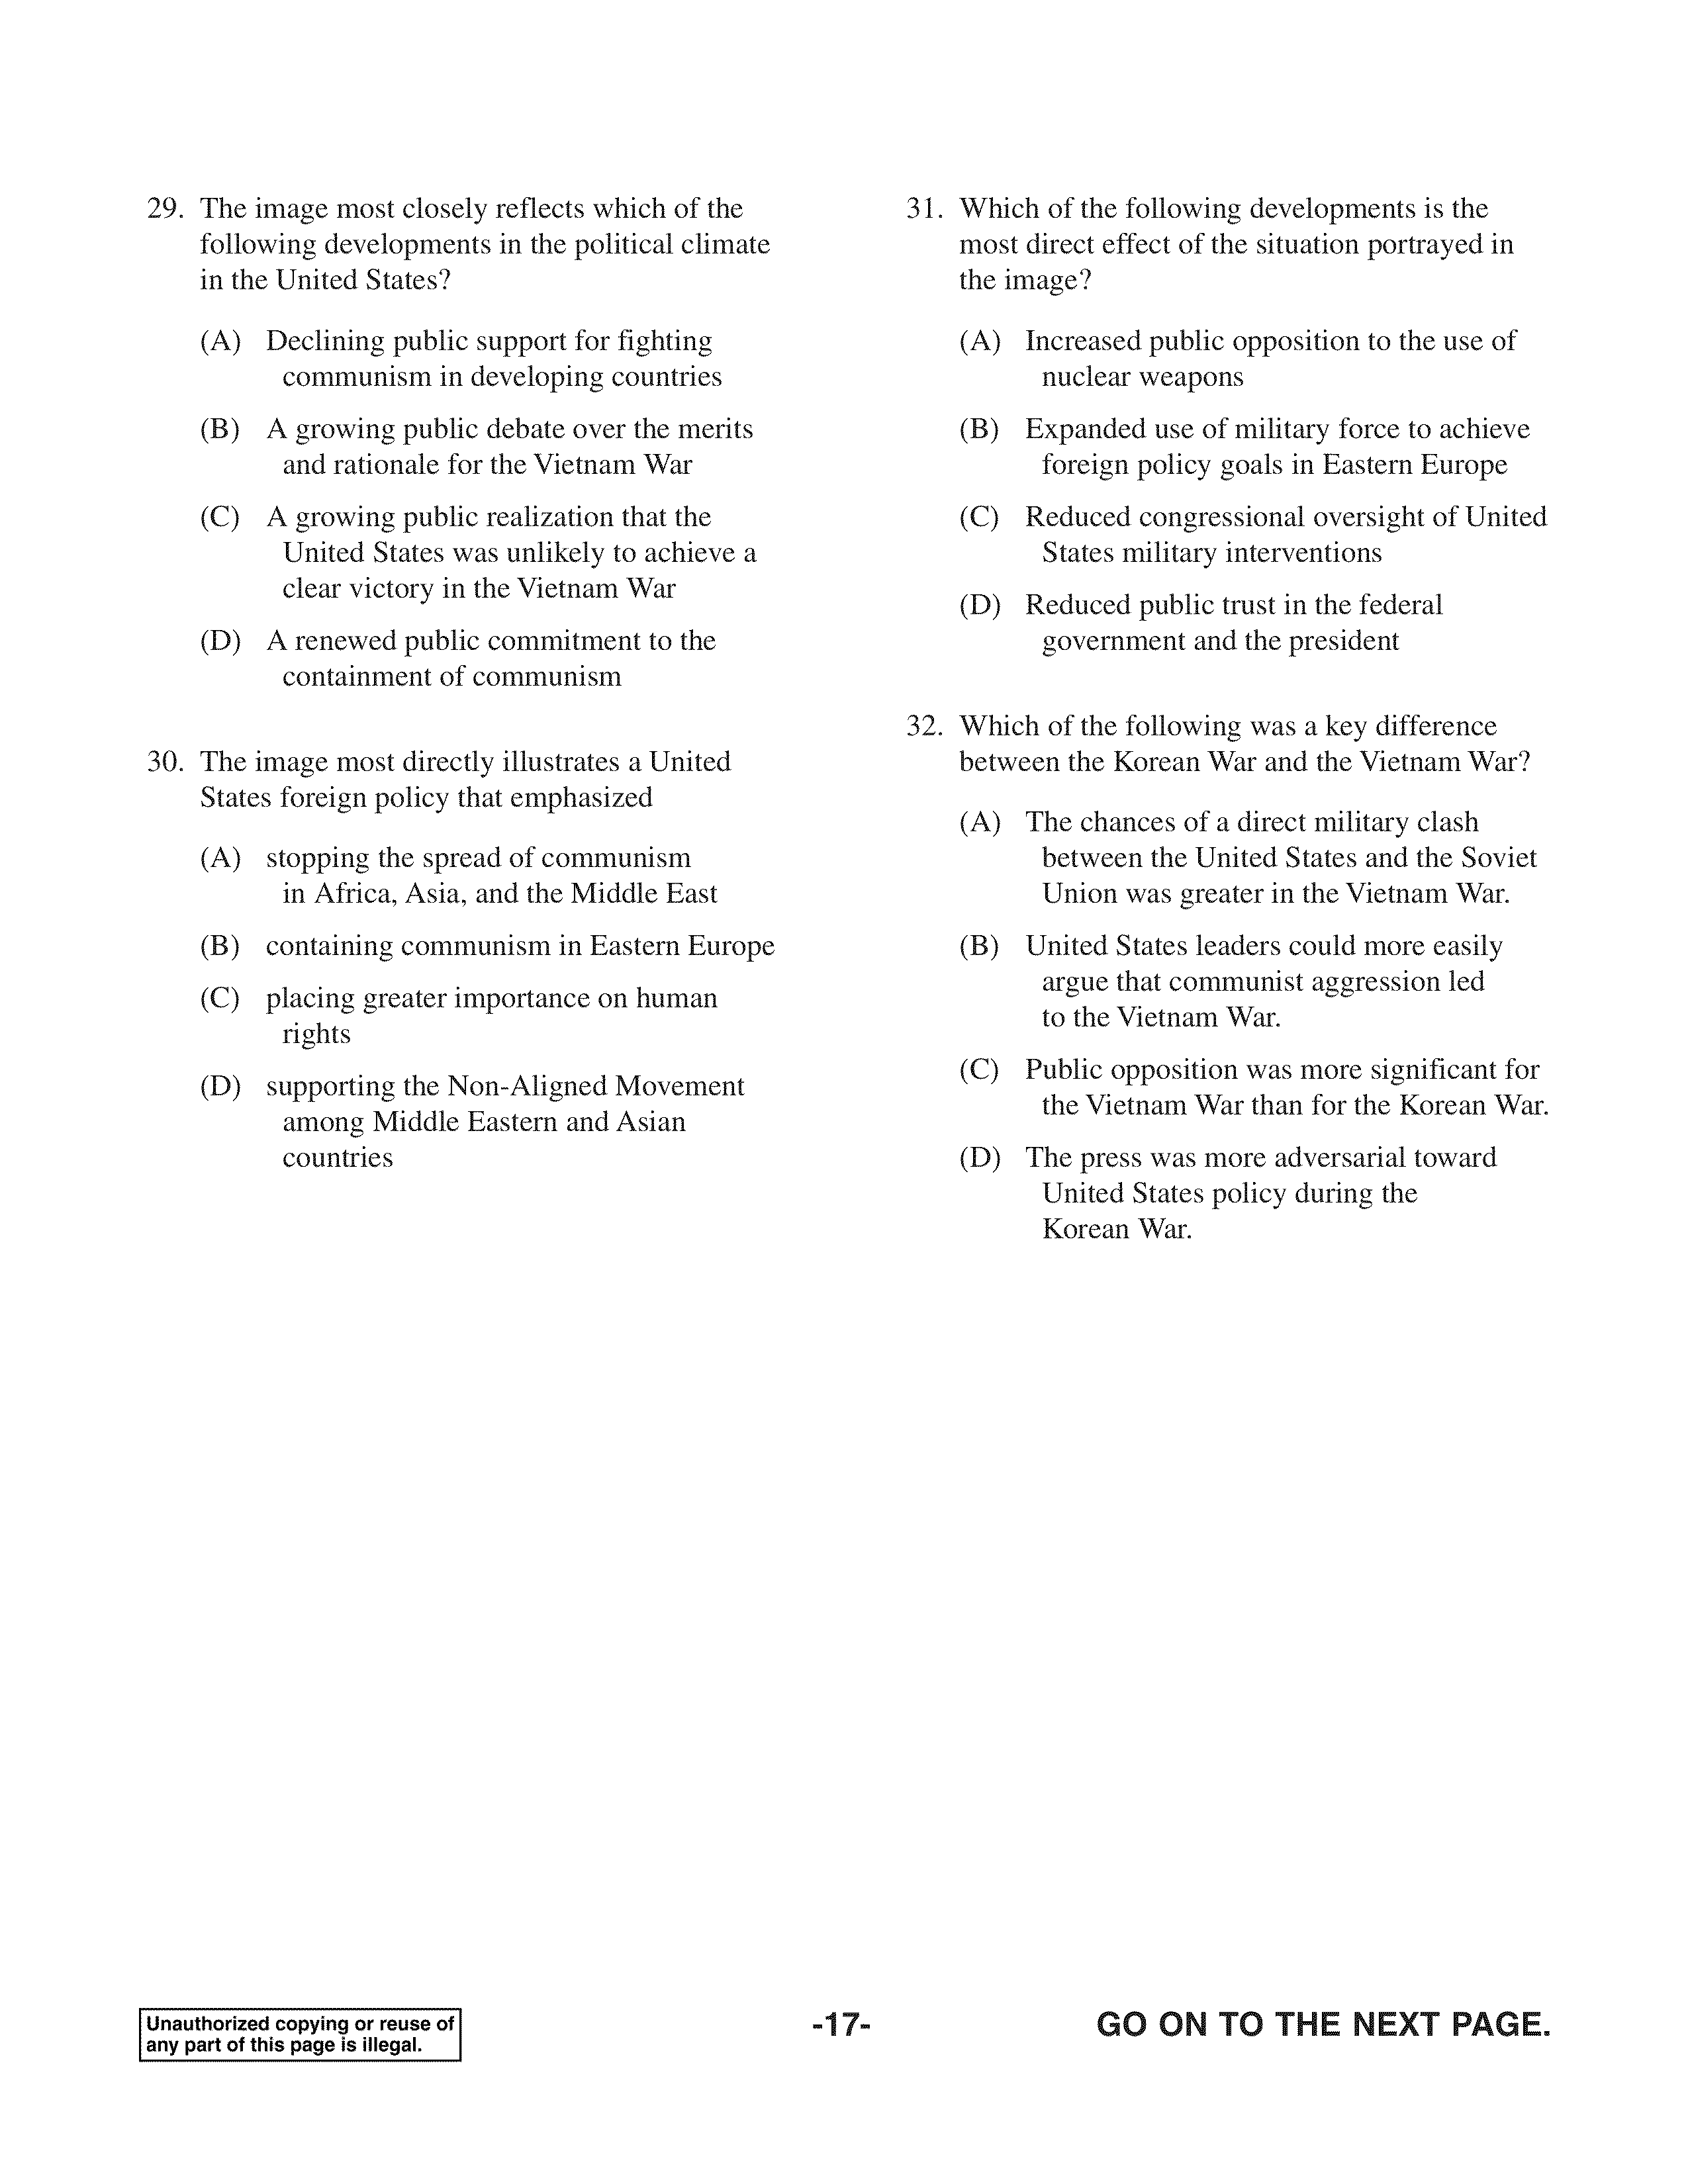 29. The image most closely reflects which of the
following developments in the political climate
in the United States?
(A) Declining public support for fighting
communism in developing countries
(B) A growing public debate over the merits
and rationale for the Vietnam War
(C) A growing public realization that the
United States was unlikely to achieve a
clear victory in the Vietnam War
(D) A renewed public commitment to the
containment of communism
30. The image most directly illustrates a United
States foreign policy that emphasized
(A) stopping the spread of communism
in Africa, Asia, and the Middle East
(B) containing communism in Eastern Europe
(C) placing greater importance on human
rights
(D) supporting the Non-Aligned Movement
among Middle Eastern and Asian
countries
31. Which of the following developments is the
most direct effect of the situation portrayed in
the image?
(A) Increased public opposition to the use of
nuclear weapons
(B) Expanded use of military force to achieve
foreign policy goals in Eastern Europe
(C) Reduced congressional oversight of United
States military interventions
(D) Reduced public trust in the federal
government and the president
32. Which of the following was a key difference
between the Korean War and the Vietnam War?
(A) The chances of a direct military clash
between the United States and the Soviet
Union was greater in the Vietnam War.
(B) United States leaders could more easily
argue that communist aggression led
to the Vietnam War.
(C) Public opposition was more significant for
the Vietnam War than for the Korean War.
(D) The press was more adversarial toward
United States policy during the
Korean War.
Unauthorized copying or reuse of
any part of this page is illegal.
-17-
GO ON TO THE NEXT PAGE.